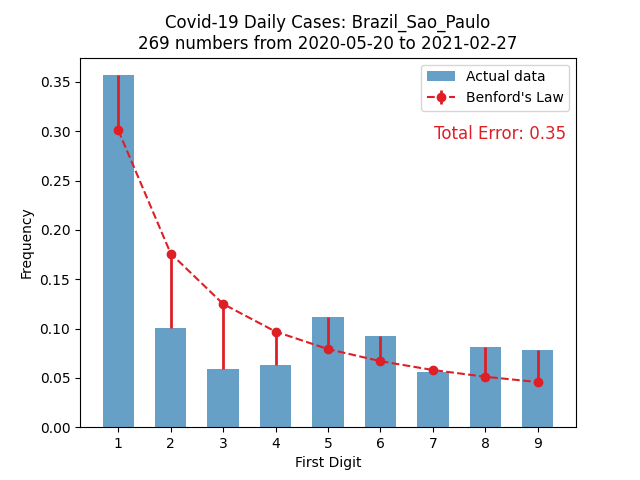 Covid-19 Daily Cases: Brazil_Sao_Paulo
269 numbers from 2020-05-20 to 2021-02-27
Actual data
Benford's Law
Total Error: 0.35
Frequency
0.35
0.30
0.25
0.20
0.15
0.10
0.05
0.00
1 2 3 4 5 6 7 8 9
First Digit